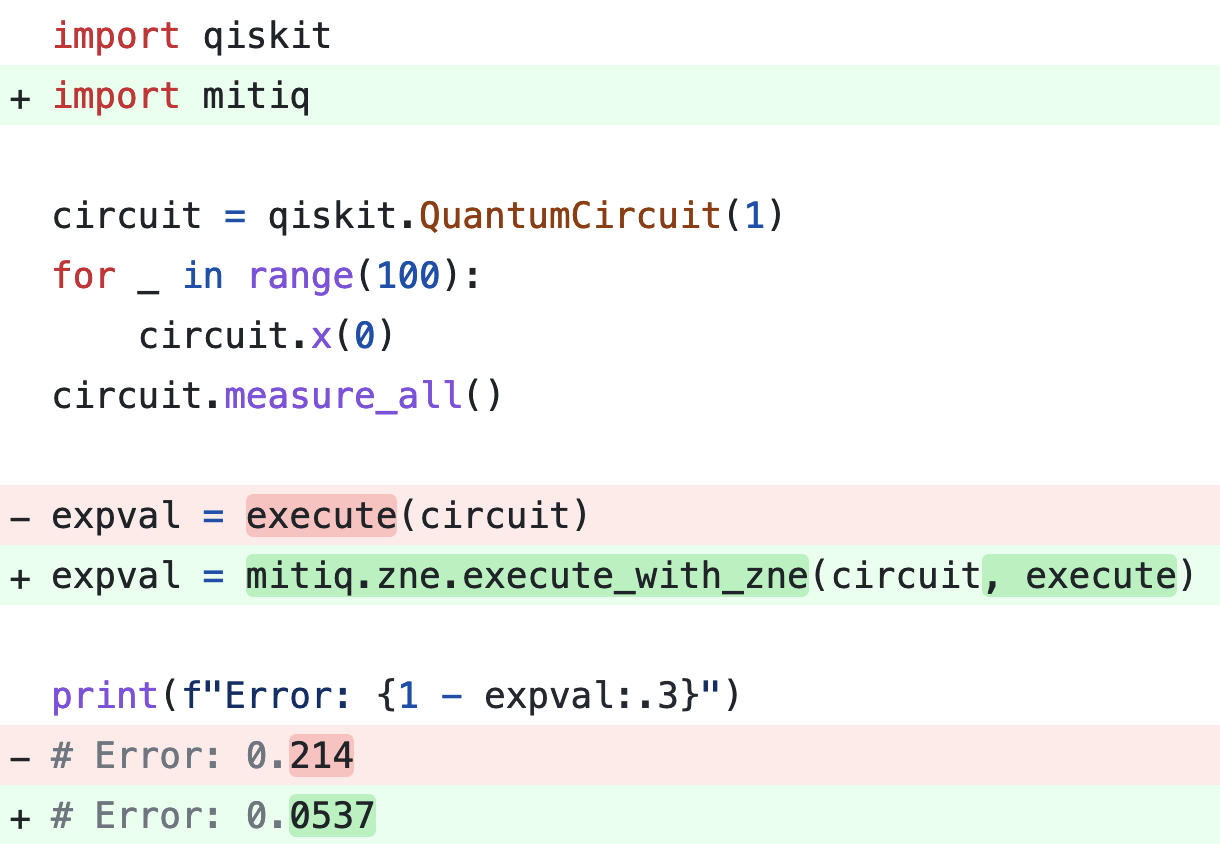 import qiskit
+ import mitiq
circuit = qiskit.QuantumCircuit(1)
for _ in range(100):
    circuit.x(0)
circuit.measure_all()
− expval = execute(circuit)
+ expval = mitiq.zne.execute_with_zne(circuit, execute)
print(f"Error: {1 − expval:.3}")
− # Error: 0.214
+ # Error: 0.0537